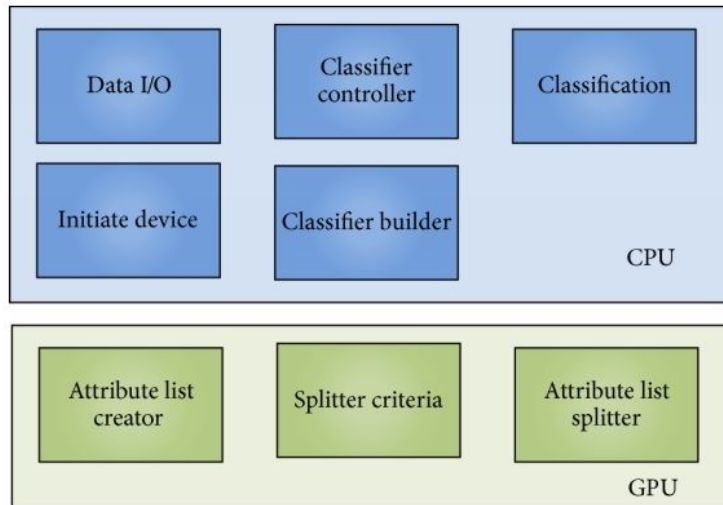 Data I/O
Classifier
controller
Classification
Initiate device
Classifier builder
CPU
Attribute list
creator
Splitter criteria
Attribute list
splitter
GPU